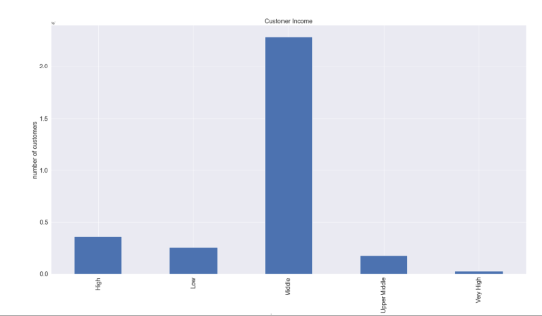 Customer Income
number of customers
2.0
1.5
1.0
0.5
0.0
High
Low
Middle
Upper Middle
Very High